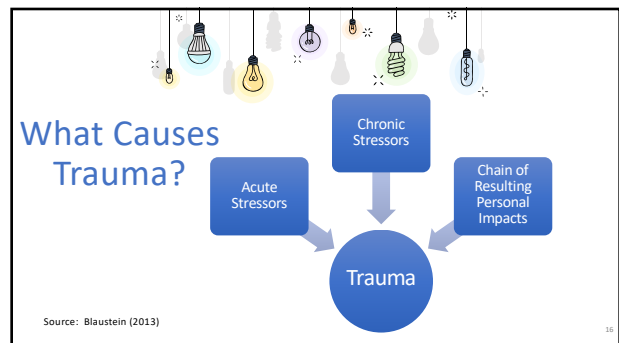 What Causes
Trauma?
Acute
Stressors
Chronic
Stressors
Chain of
Resulting
Personal
Impacts
Trauma
Source: Blaustein (2013)
16